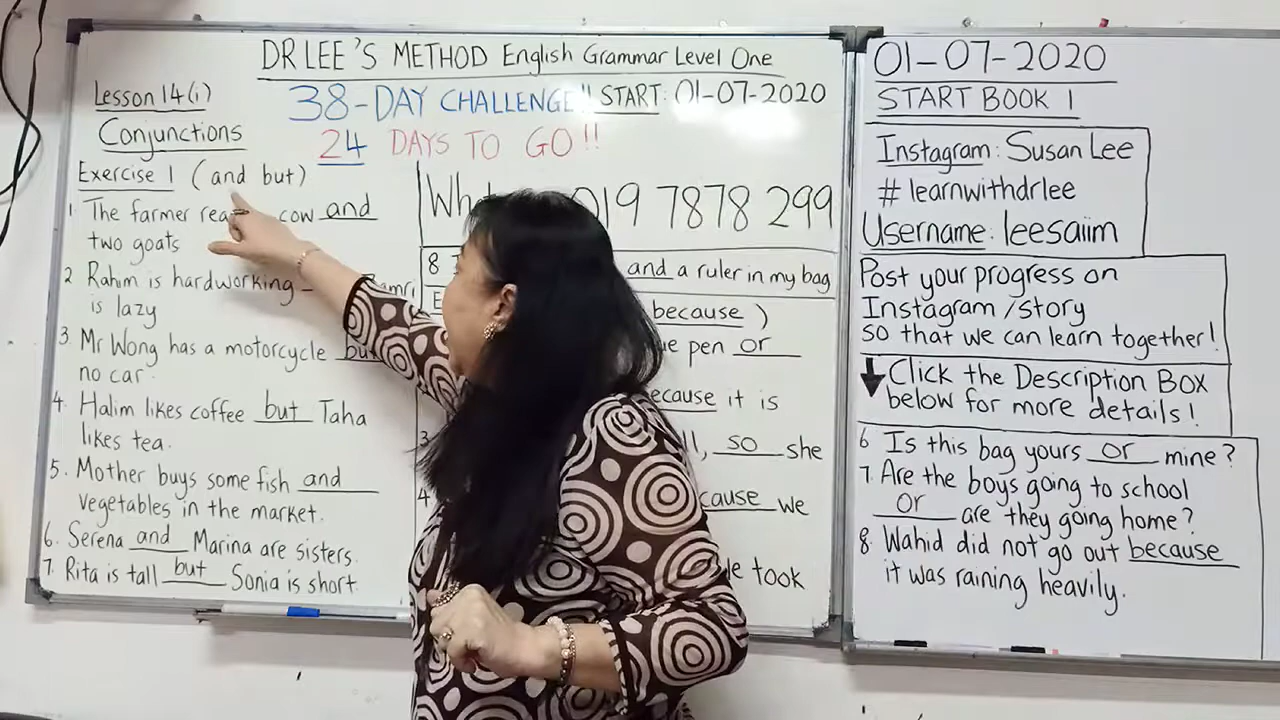 DR LEE'S METHOD English Grammar Level One
Lesson 14(i)
38-DAY CHALLENGE!! START: 01-07-2020
Conjunctions
24 DAYS TO GO!!
Exercise 1 (and but)
1. The farmer cow and
two goats
2 Rahim is hardworking
is lazy
3. Mr Wong has a motorcycle but
no car.
4. Halim likes coffee but Taha
likes tea.
5. Mother buys some fish and
vegetables in the market.
6. Serena and Marina are sisters.
7. Rita is tall but Sonia is short.
019 7878 299
8 and a ruler in my bag
because )
pen or
because it is
3 so she
4 because we
took
01-07-2020
START BOOK 1
Instagram: Susan Lee
# learnwithdrlee
Username: leesaiim
Post your progress on
Instagram/story
so that we can learn together!
Click the Description Box
below for more details!
6 Is this bag yours or mine?
7. Are the boys going to school
or are they going home?
8. Wahid did not go out because
it was raining heavily.